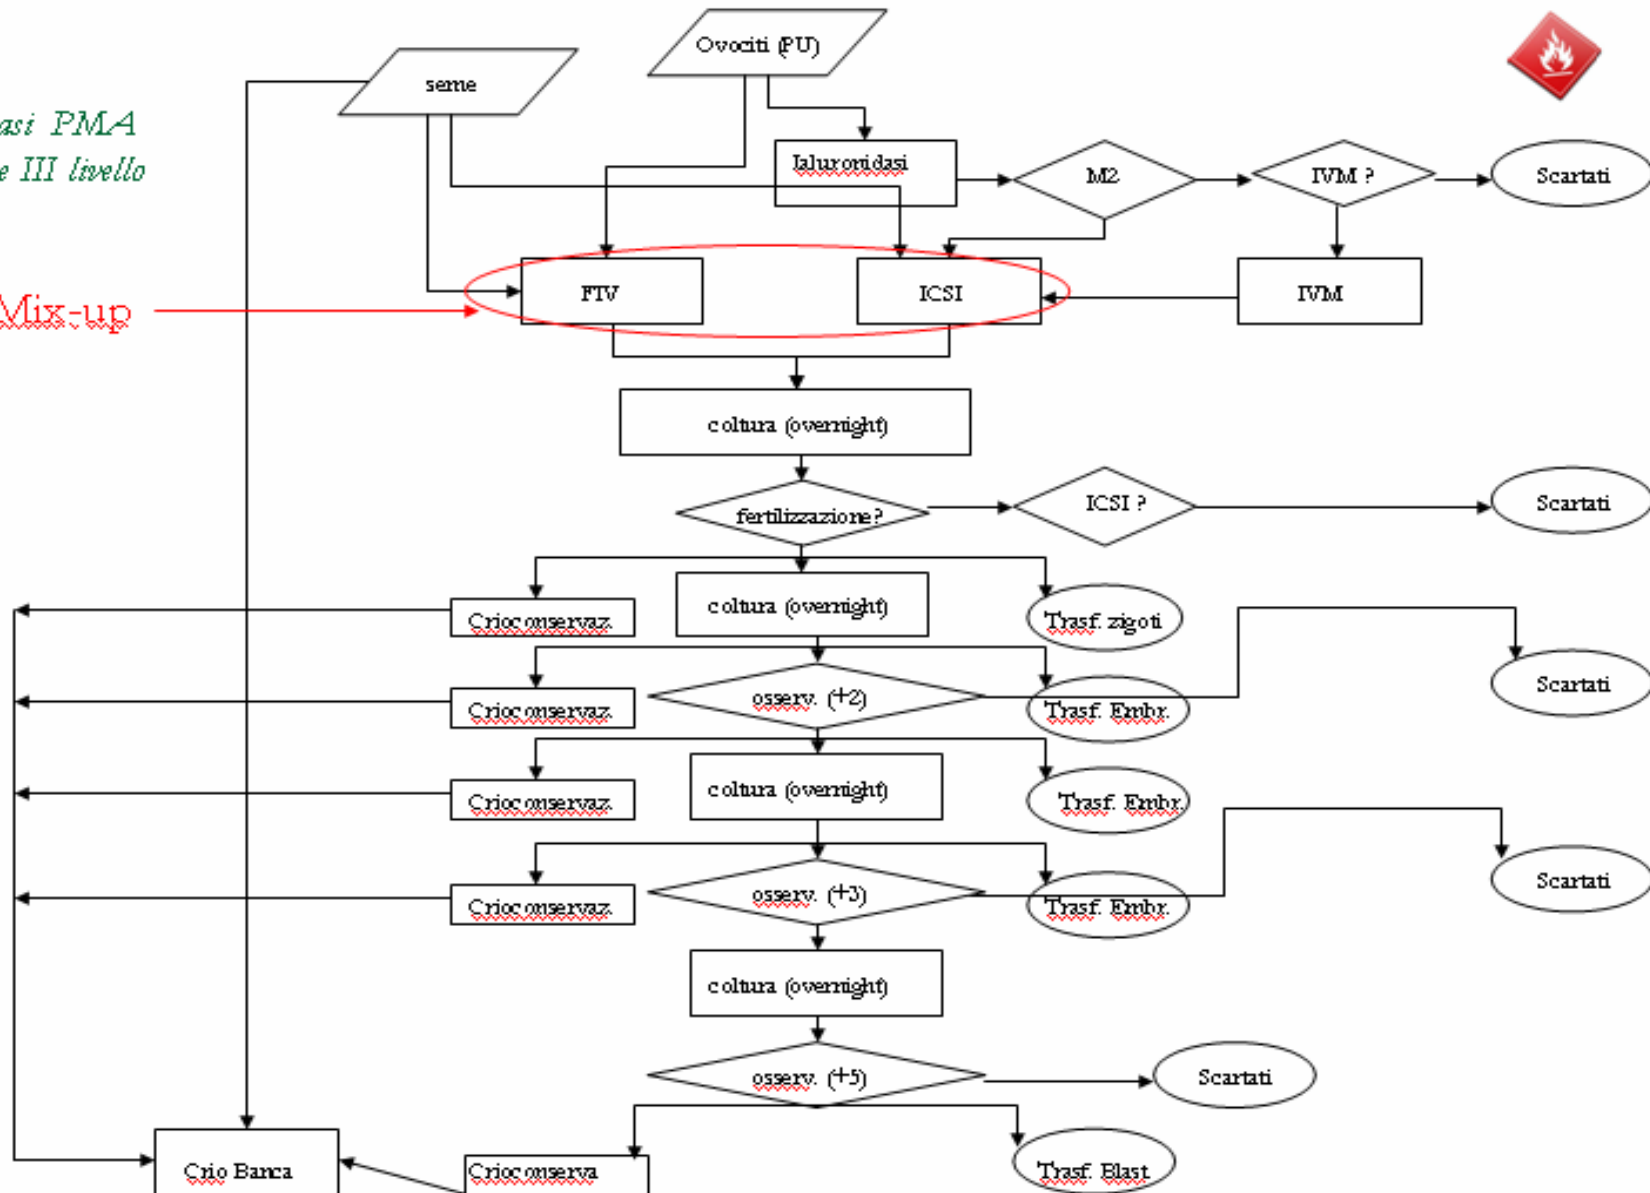 Ovociti (PU)
seme
asi PMA
e III livello
Ialuronidasi
M2
IVM ?
Scartati
Mix-up
FIV
ICSI
IVM
coltura (overnight)
fertilizzazione?
ICSI ?
Scartati
Crioconservaz.
coltura (overnight)
Trasf. zigoti
Crioconservaz.
osserv. (+2)
Trasf. Embr.
Scartati
Crioconservaz.
coltura (overnight)
Trasf. Embr.
Crioconservaz.
osserv. (+3)
Trasf. Embr.
Scartati
coltura (overnight)
osserv. (+5)
Scartati
Crio Banca
Crioconserva
Trasf. Blast